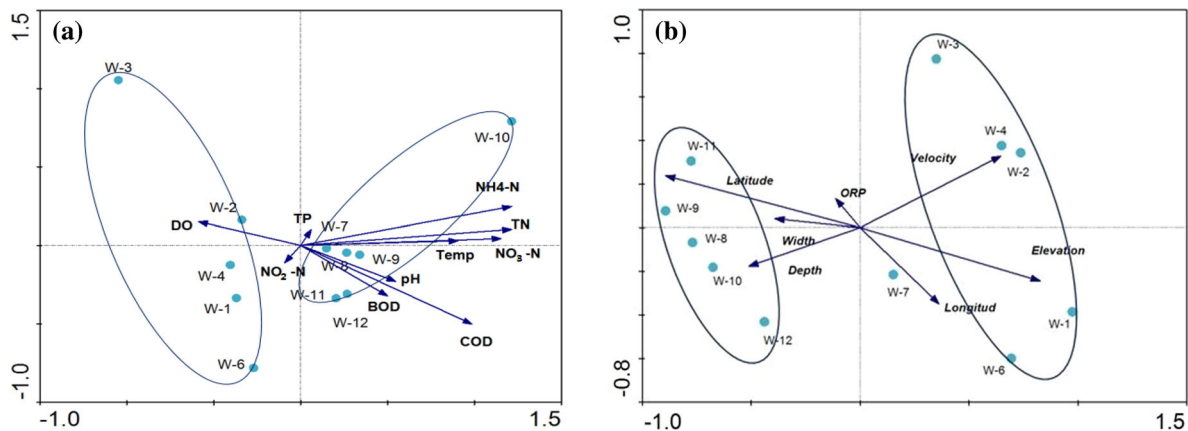 1.5
(a)
W-3
W-10
NH4-N
W-2
DO
TP
W-7
TN
NO3 -N
Temp
W-4
NO2 -N
W-8
W-9
pH
W-1
W-11
BOD
W-12
COD
W-6
-1.0
-1.0
1.5
1.0
(b)
W-3
W-4
W-11
Velocity
W-2
Latitude
ORP
W-9
W-8
Width
Elevation
W-10
Depth
W-7
Longitud
W-1
W-12
W-6
-0.8
-1.0
1.5